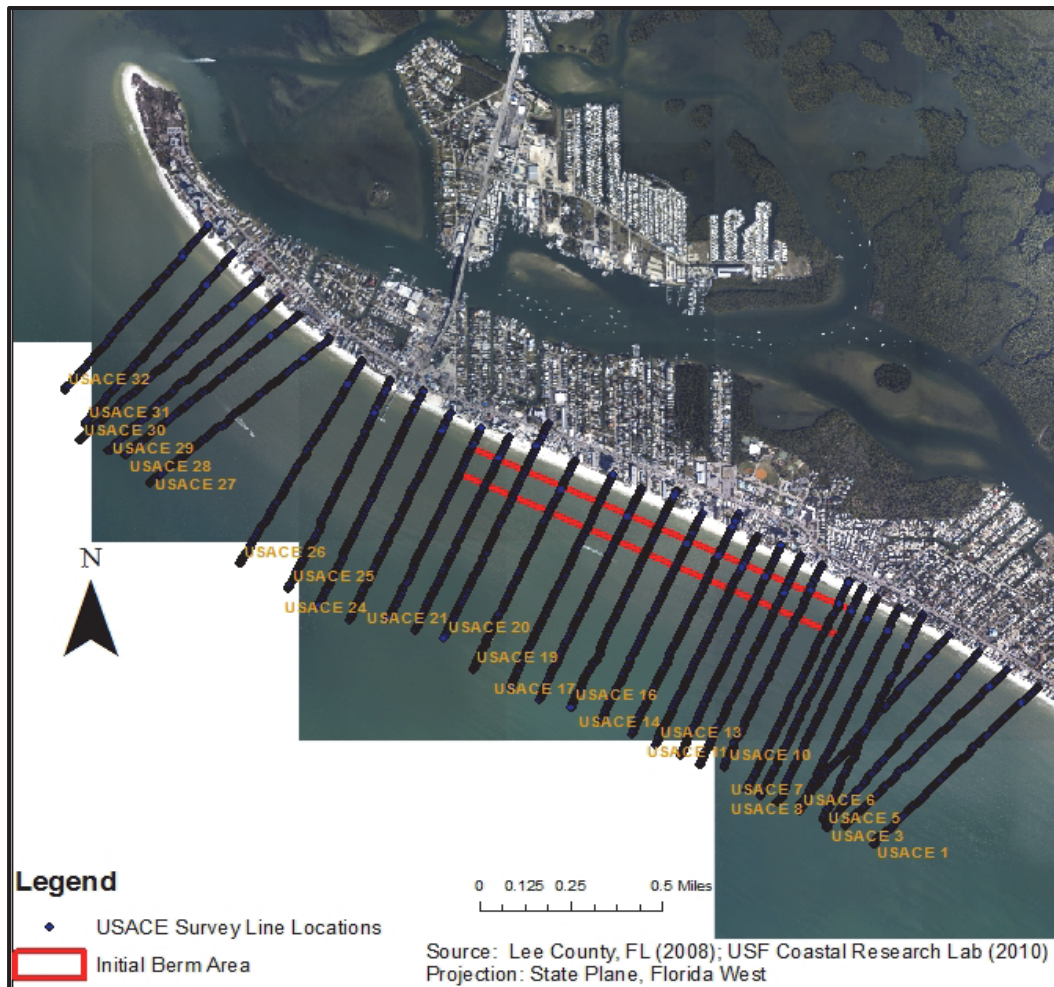 USACE 32
USACE 31
USACE 30
USACE 29
USACE 28
USACE 27
USACE 26
USACE 25
USACE 24
USACE 21
USACE 20
USACE 19
USACE 17
USACE 16
USACE 14
USACE 13
USACE 11
USACE 10
USACE 7
USACE 8
USACE 6
USACE 5
USACE 3
USACE 1
N
Legend
USACE Survey Line Locations
Initial Berm Area
0 0.125 0.25 0.5 Miles
Source: Lee County, FL (2008); USF Coastal Research Lab (2010)
Projection: State Plane, Florida West